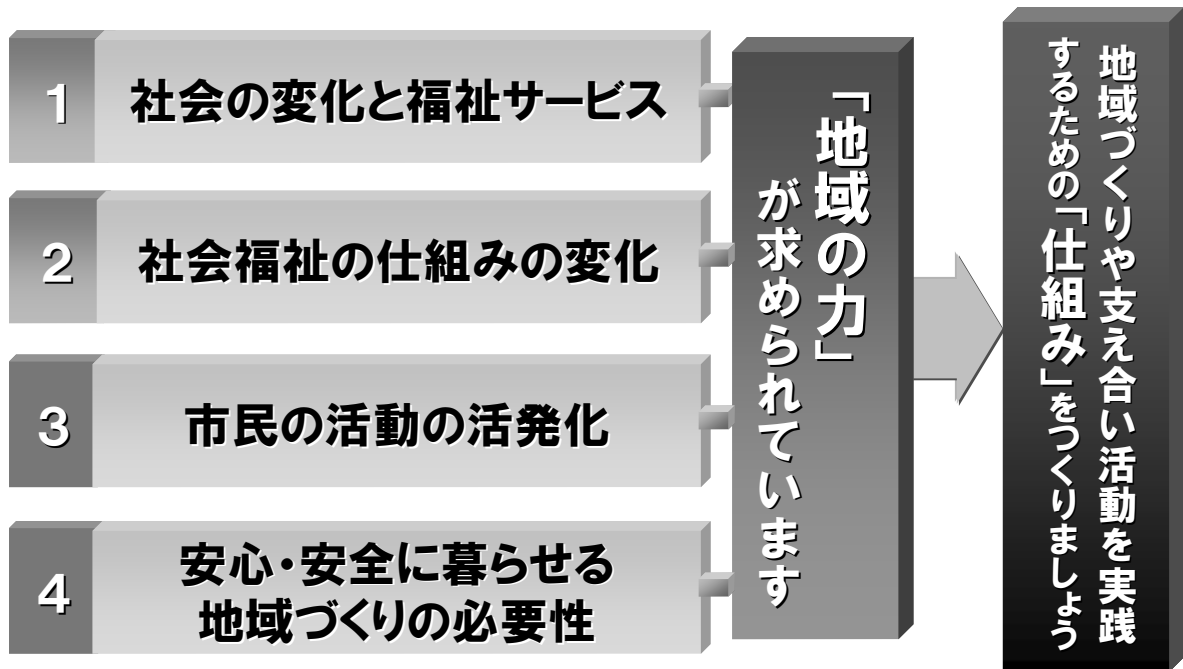 1
社会の変化と福祉サービス
2
社会福祉の仕組みの変化
3
市民の活動の活発化
4
安心・安全に暮らせる
地域づくりの必要性
「地域の力」
が求められています
地域づくりや支え合い活動を実践
するための「仕組み」をつくりましょう